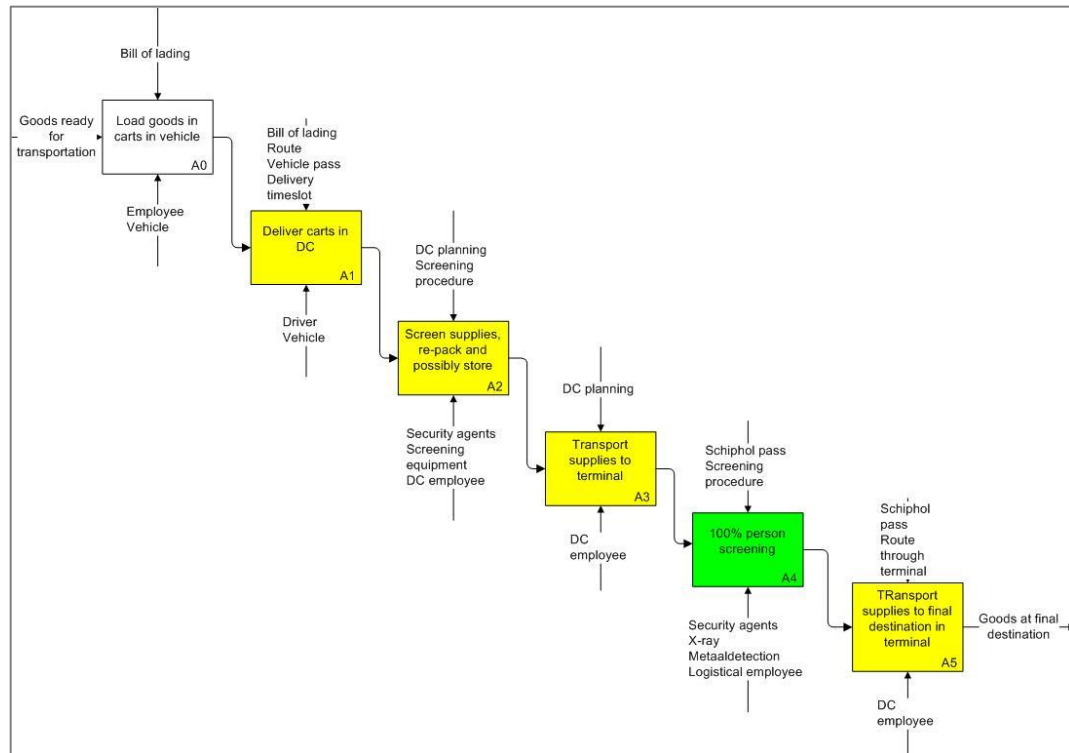 Bill of lading
Goods ready
for
transportation
Load goods in
carts in vehicle
A0
Employee
Vehicle
Bill of lading
Route
Vehicle pass
Delivery
timeslot
Deliver carts in
DC
A1
Driver
Vehicle
DC planning
Screening
procedure
Screen supplies,
re-pack and
possibly store
A2
Security agents
Screening
equipment
DC employee
DC planning
Transport
supplies to
terminal
A3
DC
employee
Schiphol pass
Screening
procedure
100% person
screening
A4
Security agents
X-ray
Metaaldetection
Logistical employee
Schiphol
pass
Route
through
terminal
TRansport
supplies to final
destination in
terminal
A5
Goods at final
destination
DC
employee